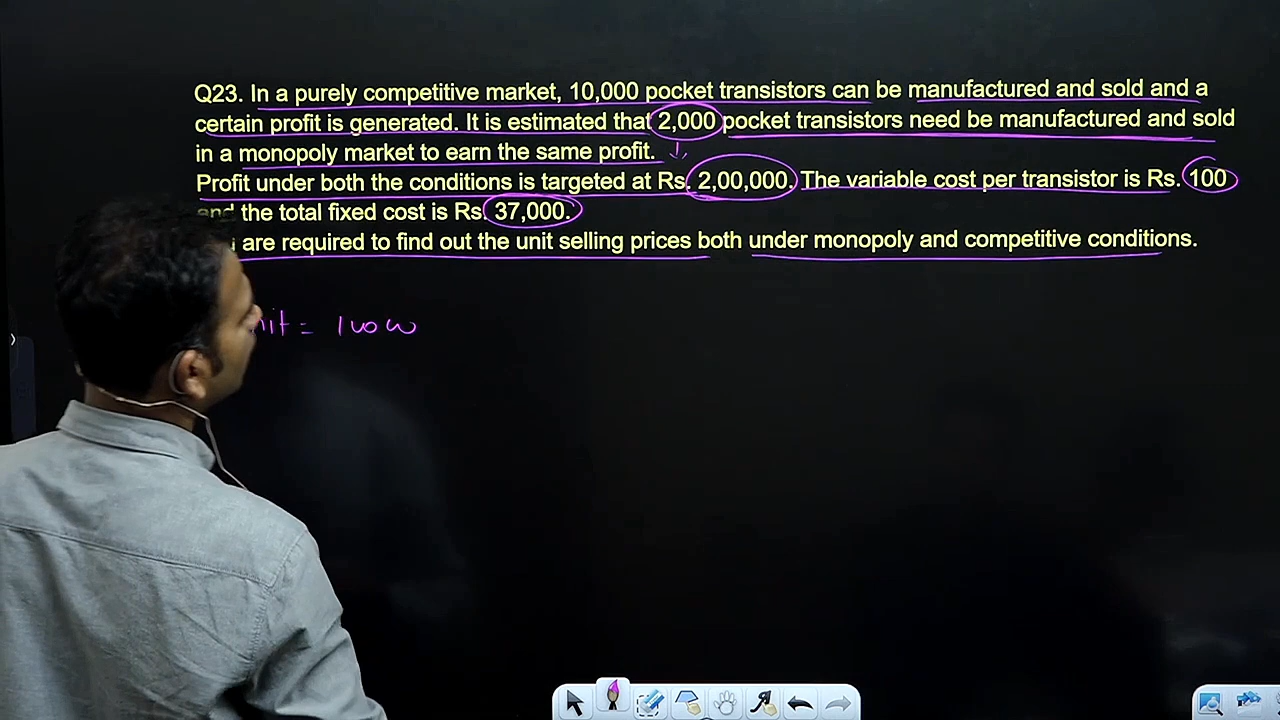 Q23. In a purely competitive market, 10,000 pocket transistors can be manufactured and sold and a
certain profit is generated. It is estimated that 2,000 pocket transistors need be manufactured and sold
in a monopoly market to earn the same profit.
Profit under both the conditions is targeted at Rs. 2,00,000. The variable cost per transistor is Rs. 100
and the total fixed cost is Rs. 37,000.
are required to find out the unit selling prices both under monopoly and competitive conditions.